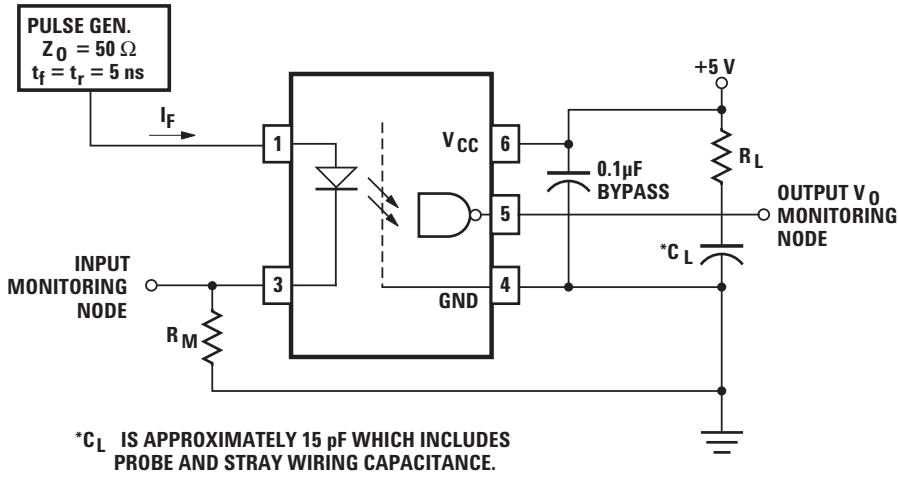 PULSE GEN.
Z0 = 50 Ω
tf = tr = 5 ns
IF
+5 V
1
VCC
6
0.1µF
BYPASS
RL
5
OUTPUT V0
MONITORING
NODE
*CL
INPUT
MONITORING
NODE
3
GND
4
RM
*CL IS APPROXIMATELY 15 pF WHICH INCLUDES
PROBE AND STRAY WIRING CAPACITANCE.